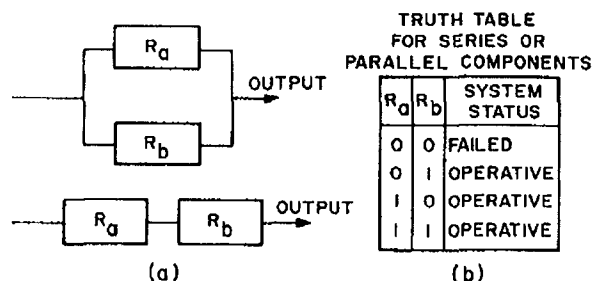 Ra
OUTPUT
Rb
Ra
Rb
OUTPUT
(a)
TRUTH TABLE
FOR SERIES OR
PARALLEL COMPONENTS
Ra Rb SYSTEM STATUS
0 0 FAILED
0 1 OPERATIVE
1 0 OPERATIVE
1 1 OPERATIVE
(b)